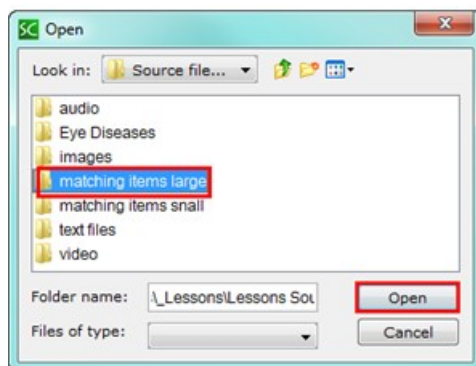 SC Open
Look in: Source file...
audio
Eye Diseases
images
matching items large
matching items snall
text files
video
Folder name: .\_Lessons\Lessons Sou
Open
Files of type:
Cancel